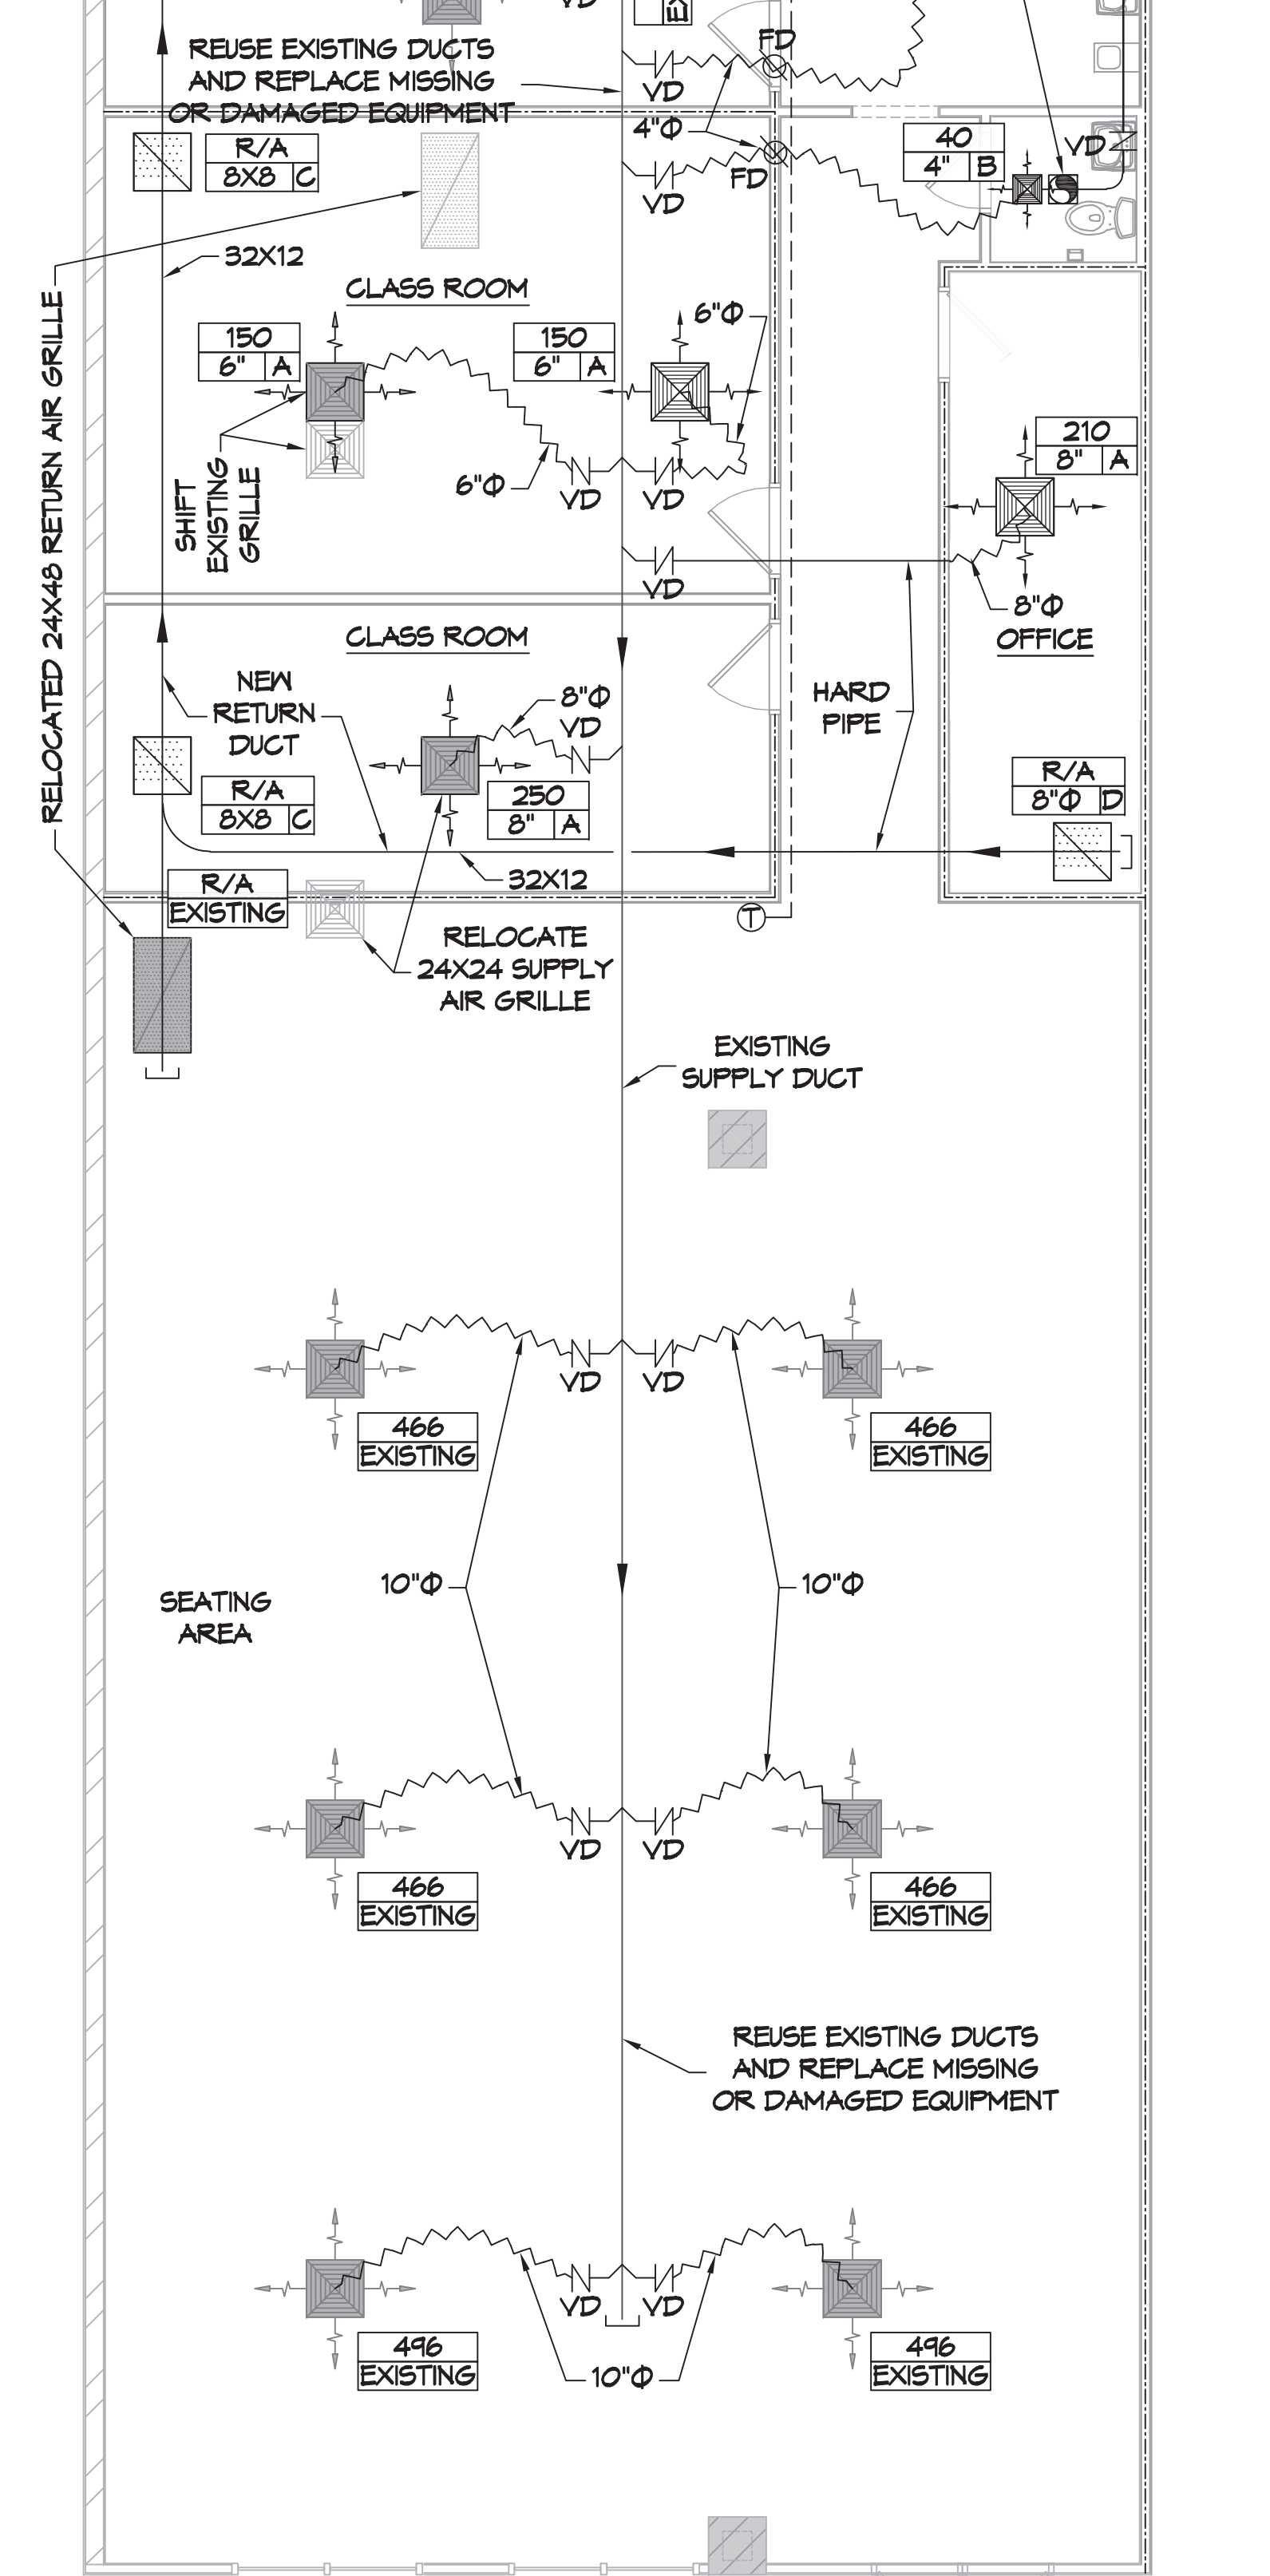 REUSE EXISTING DUCTS
AND REPLACE MISSING
OR DAMAGED EQUIPMENT
VD
FD
VD
4"Φ
FD
VD
R/A
8X8 C
40
4" B
VD
RELOCATED 24X48 RETURN AIR GRILLE
32X12
CLASS ROOM
150
6" A
150
6" A
6"Φ
6"Φ
VD
VD
SHIFT
EXISTING
GRILLE
210
8" A
VD
8"Φ
OFFICE
CLASS ROOM
NEW
RETURN
DUCT
8"Φ
VD
HARD
PIPE
R/A
8X8 C
250
8" A
R/A
8"Φ D
32X12
R/A
EXISTING
T
RELOCATE
24X24 SUPPLY
AIR GRILLE
EXISTING
SUPPLY DUCT
VD
VD
466
EXISTING
466
EXISTING
10"Φ
10"Φ
SEATING
AREA
VD
VD
466
EXISTING
466
EXISTING
REUSE EXISTING DUCTS
AND REPLACE MISSING
OR DAMAGED EQUIPMENT
VD
VD
496
EXISTING
496
EXISTING
10"Φ